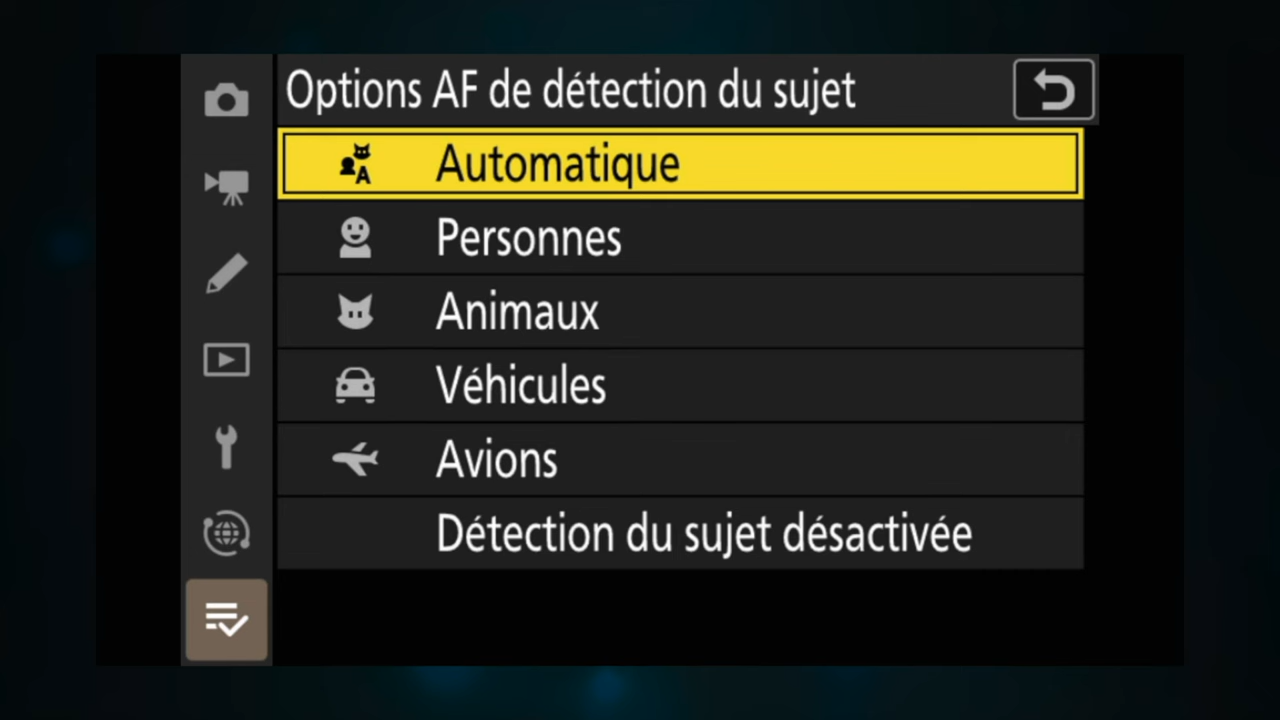 Options AF de détection du sujet
Automatique
Personnes
Animaux
Véhicules
Avions
Détection du sujet désactivée